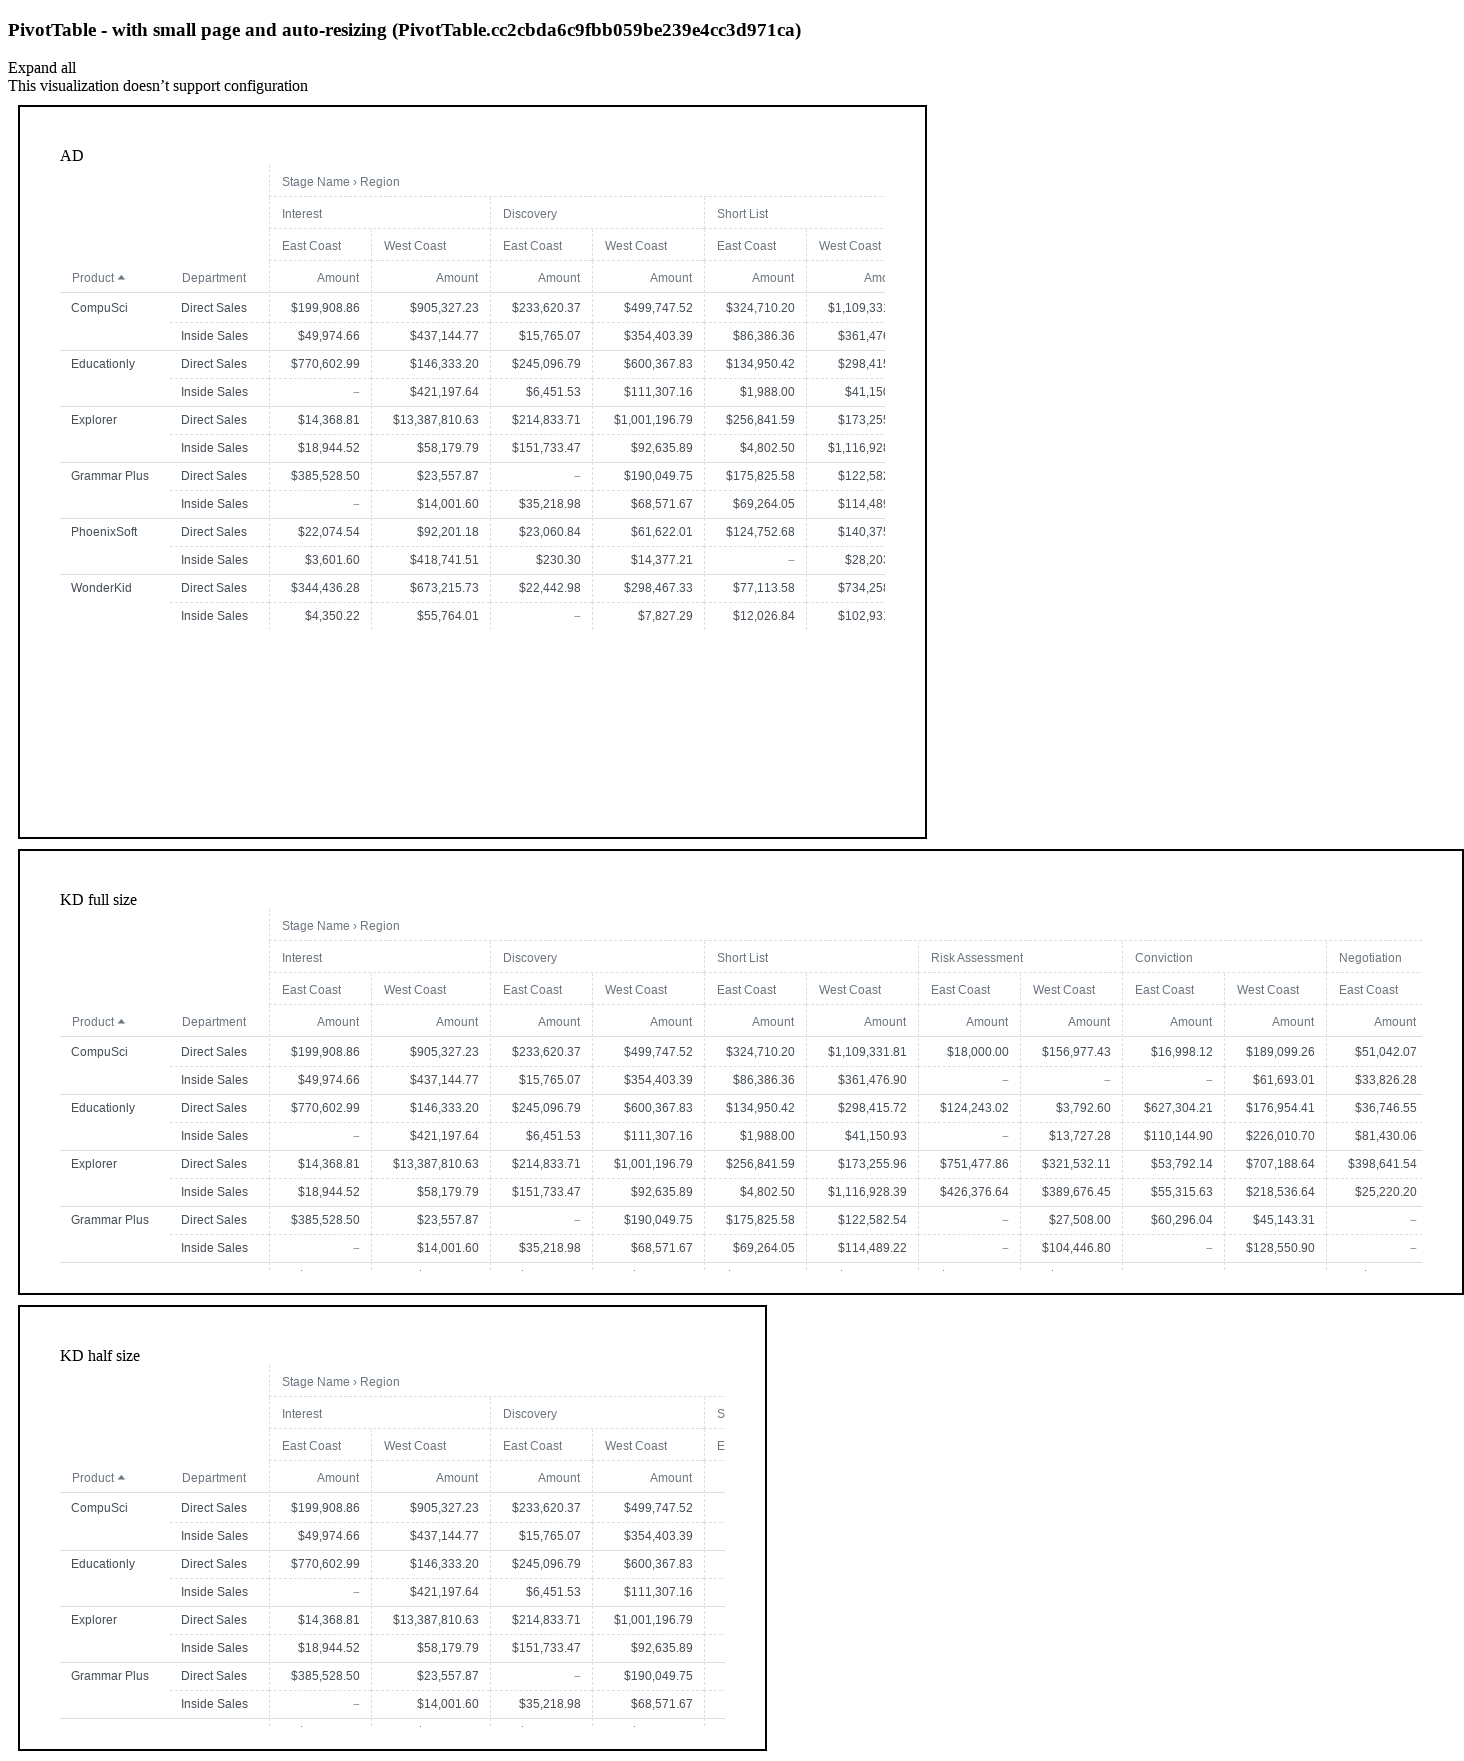 PivotTable - with small page and auto-resizing (PivotTable.cc2cbda6c9fbb059be239e4cc3d971ca)
Expand all
This visualization doesn’t support configuration
AD
Stage Name › Region
Interest Discovery Short List
East Coast West Coast East Coast West Coast East Coast West Coast
Product Department Amount Amount Amount Amount Amount
CompuSci Direct Sales $199,908.86 $905,327.23 $233,620.37 $499,747.52 $324,710.20 $1,109,331
Inside Sales $49,974.66 $437,144.77 $15,765.07 $354,403.39 $86,386.36 $361,476
Educationly Direct Sales $770,602.99 $146,333.20 $245,096.79 $600,367.83 $134,950.42 $298,415
Inside Sales – $421,197.64 $6,451.53 $111,307.16 $1,988.00 $41,150
Explorer Direct Sales $14,368.81 $13,387,810.63 $214,833.71 $1,001,196.79 $256,841.59 $173,255
Inside Sales $18,944.52 $58,179.79 $151,733.47 $92,635.89 $4,802.50 $1,116,928
Grammar Plus Direct Sales $385,528.50 $23,557.87 – $190,049.75 $175,825.58 $122,582
Inside Sales – $14,001.60 $35,218.98 $68,571.67 $69,264.05 $114,489
PhoenixSoft Direct Sales $22,074.54 $92,201.18 $23,060.84 $61,622.01 $124,752.68 $140,375
Inside Sales $3,601.60 $418,741.51 $230.30 $14,377.21 – $28,203
WonderKid Direct Sales $344,436.28 $673,215.73 $22,442.98 $298,467.33 $77,113.58 $734,258
Inside Sales $4,350.22 $55,764.01 – $7,827.29 $12,026.84 $102,931
KD full size
Stage Name › Region
Interest Discovery Short List Risk Assessment Conviction Negotiation
East Coast West Coast East Coast West Coast East Coast West Coast East Coast West Coast East Coast West Coast East Coast
Product Department Amount Amount Amount Amount Amount Amount Amount Amount Amount Amount Amount
CompuSci Direct Sales $199,908.86 $905,327.23 $233,620.37 $499,747.52 $324,710.20 $1,109,331.81 $18,000.00 $156,977.43 $16,998.12 $189,099.26 $51,042.07
Inside Sales $49,974.66 $437,144.77 $15,765.07 $354,403.39 $86,386.36 $361,476.90 – – – $61,693.01 $33,826.28
Educationly Direct Sales $770,602.99 $146,333.20 $245,096.79 $600,367.83 $134,950.42 $298,415.72 $124,243.02 $3,792.60 $627,304.21 $176,954.41 $36,746.55
Inside Sales – $421,197.64 $6,451.53 $111,307.16 $1,988.00 $41,150.93 – $13,727.28 $110,144.90 $226,010.70 $81,430.06
Explorer Direct Sales $14,368.81 $13,387,810.63 $214,833.71 $1,001,196.79 $256,841.59 $173,255.96 $751,477.86 $321,532.11 $53,792.14 $707,188.64 $398,641.54
Inside Sales $18,944.52 $58,179.79 $151,733.47 $92,635.89 $4,802.50 $1,116,928.39 $426,376.64 $389,676.45 $55,315.63 $218,536.64 $25,220.20
Grammar Plus Direct Sales $385,528.50 $23,557.87 – $190,049.75 $175,825.58 $122,582.54 – $27,508.00 $60,296.04 $45,143.31 –
Inside Sales – $14,001.60 $35,218.98 $68,571.67 $69,264.05 $114,489.22 – $104,446.80 – $128,550.90 –
KD half size
Stage Name › Region
Interest Discovery S
East Coast West Coast East Coast West Coast E
Product Department Amount Amount Amount Amount
CompuSci Direct Sales $199,908.86 $905,327.23 $233,620.37 $499,747.52
Inside Sales $49,974.66 $437,144.77 $15,765.07 $354,403.39
Educationly Direct Sales $770,602.99 $146,333.20 $245,096.79 $600,367.83
Inside Sales – $421,197.64 $6,451.53 $111,307.16
Explorer Direct Sales $14,368.81 $13,387,810.63 $214,833.71 $1,001,196.79
Inside Sales $18,944.52 $58,179.79 $151,733.47 $92,635.89
Grammar Plus Direct Sales $385,528.50 $23,557.87 – $190,049.75
Inside Sales – $14,001.60 $35,218.98 $68,571.67